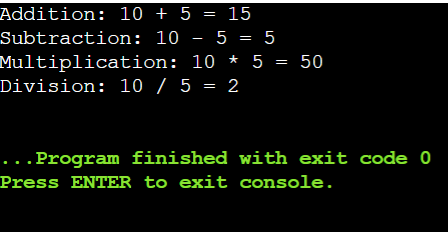 Addition: 10 + 5 = 15
Subtraction: 10 - 5 = 5
Multiplication: 10 * 5 = 50
Division: 10 / 5 = 2
...Program finished with exit code 0
Press ENTER to exit console.